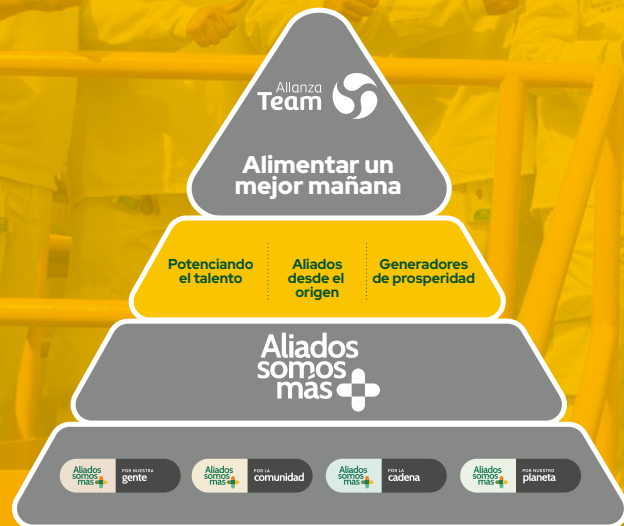 Alianza
Team
Alimentar un
mejor mañana
Potenciando
el talento
Aliados
desde el
origen
Generadores
de prosperidad
Aliados
somos
más
Aliados
somos
más
POR NUESTRA
gente
Aliados
somos
más
POR LA
comunidad
Aliados
somos
más
POR LA
cadena
Aliados
somos
más
POR NUESTRO
planeta